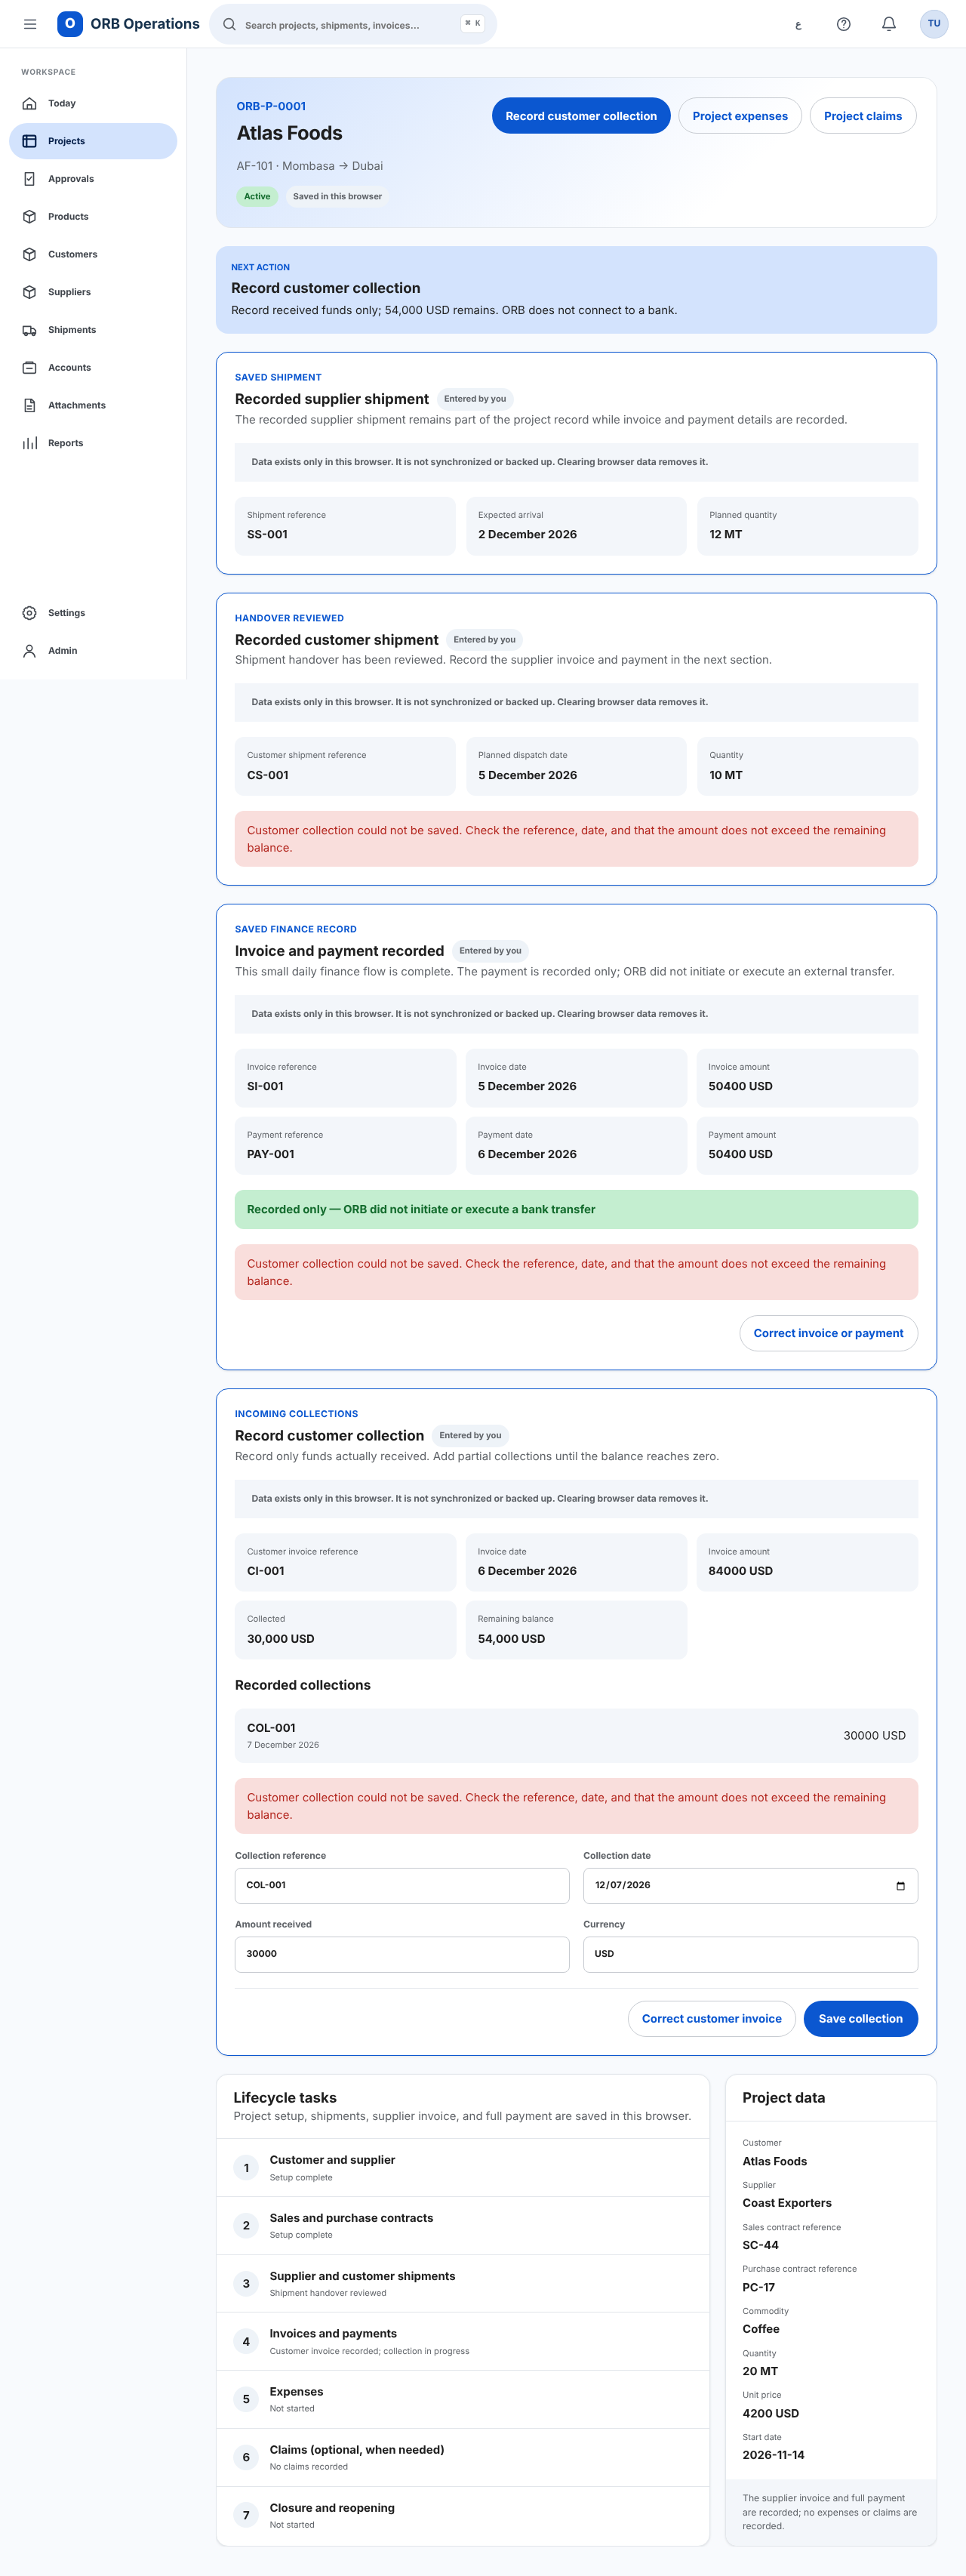 O ORB Operations
Search projects, shipments, invoices...
⌘ K
ع
TU
WORKSPACE
Today
Projects
Approvals
Products
Customers
Suppliers
Shipments
Accounts
Attachments
Reports
Settings
Admin
ORB-P-0001
Atlas Foods
AF-101 · Mombasa → Dubai
Active
Saved in this browser
Record customer collection
Project expenses
Project claims
NEXT ACTION
Record customer collection
Record received funds only; 54,000 USD remains. ORB does not connect to a bank.
SAVED SHIPMENT
Recorded supplier shipment
Entered by you
The recorded supplier shipment remains part of the project record while invoice and payment details are recorded.
Data exists only in this browser. It is not synchronized or backed up. Clearing browser data removes it.
Shipment reference
SS-001
Expected arrival
2 December 2026
Planned quantity
12 MT
HANDOVER REVIEWED
Recorded customer shipment
Entered by you
Shipment handover has been reviewed. Record the supplier invoice and payment in the next section.
Data exists only in this browser. It is not synchronized or backed up. Clearing browser data removes it.
Customer shipment reference
CS-001
Planned dispatch date
5 December 2026
Quantity
10 MT
Customer collection could not be saved. Check the reference, date, and that the amount does not exceed the remaining
balance.
SAVED FINANCE RECORD
Invoice and payment recorded
Entered by you
This small daily finance flow is complete. The payment is recorded only; ORB did not initiate or execute an external transfer.
Data exists only in this browser. It is not synchronized or backed up. Clearing browser data removes it.
Invoice reference
SI-001
Invoice date
5 December 2026
Invoice amount
50400 USD
Payment reference
PAY-001
Payment date
6 December 2026
Payment amount
50400 USD
Recorded only — ORB did not initiate or execute a bank transfer
Customer collection could not be saved. Check the reference, date, and that the amount does not exceed the remaining
balance.
Correct invoice or payment
INCOMING COLLECTIONS
Record customer collection
Entered by you
Record only funds actually received. Add partial collections until the balance reaches zero.
Data exists only in this browser. It is not synchronized or backed up. Clearing browser data removes it.
Customer invoice reference
CI-001
Invoice date
6 December 2026
Invoice amount
84000 USD
Collected
30,000 USD
Remaining balance
54,000 USD
Recorded collections
COL-001
7 December 2026
30000 USD
Customer collection could not be saved. Check the reference, date, and that the amount does not exceed the remaining
balance.
Collection reference
COL-001
Collection date
12/07/2026
Amount received
30000
Currency
USD
Correct customer invoice
Save collection
Lifecycle tasks
Project setup, shipments, supplier invoice, and full payment are saved in this browser.
1
Customer and supplier
Setup complete
2
Sales and purchase contracts
Setup complete
3
Supplier and customer shipments
Shipment handover reviewed
4
Invoices and payments
Customer invoice recorded; collection in progress
5
Expenses
Not started
6
Claims (optional, when needed)
No claims recorded
7
Closure and reopening
Not started
Project data
Customer
Atlas Foods
Supplier
Coast Exporters
Sales contract reference
SC-44
Purchase contract reference
PC-17
Commodity
Coffee
Quantity
20 MT
Unit price
4200 USD
Start date
2026-11-14
The supplier invoice and full payment
are recorded; no expenses or claims are
recorded.